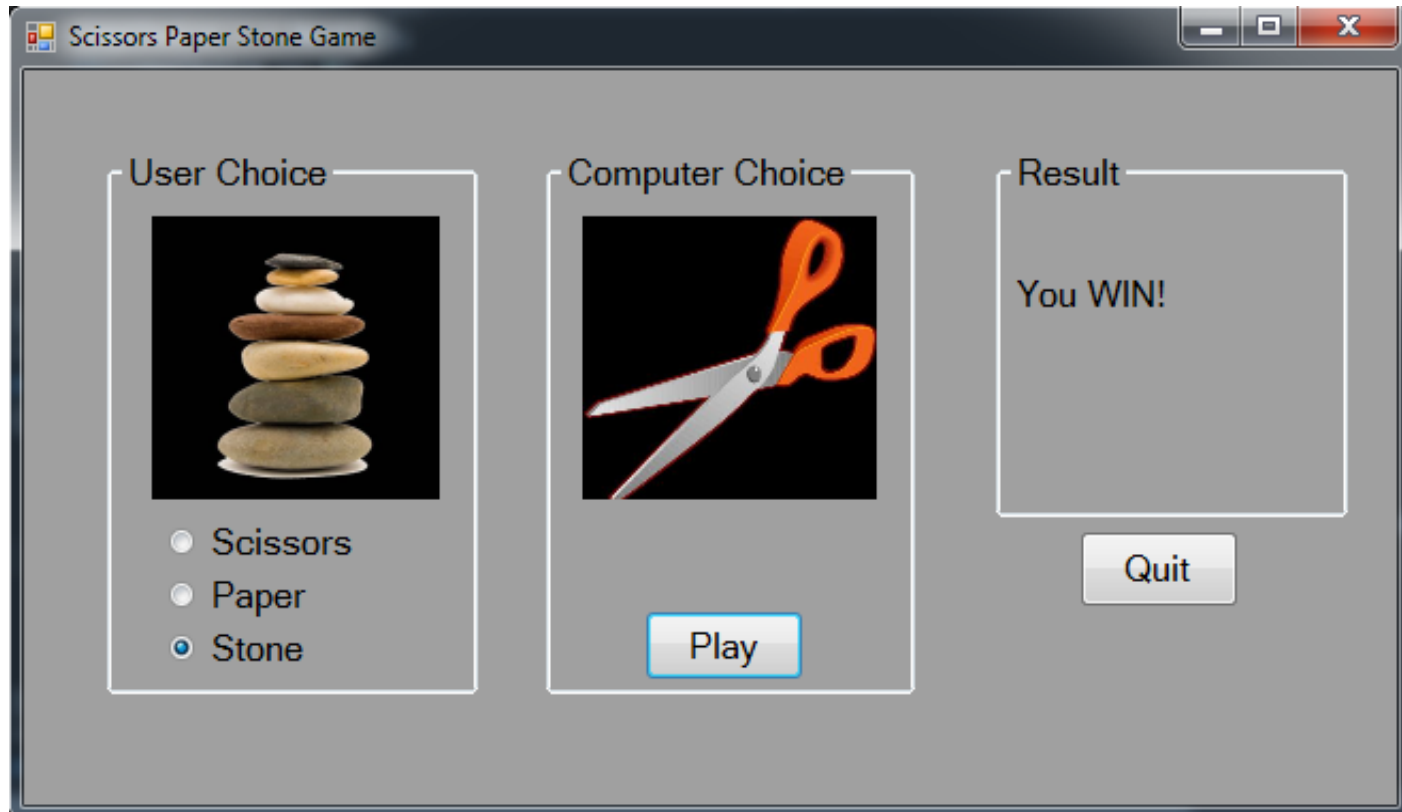 Scissors Paper Stone Game
User Choice
Scissors
Paper
Stone
Computer Choice
Play
Result
You WIN!
Quit